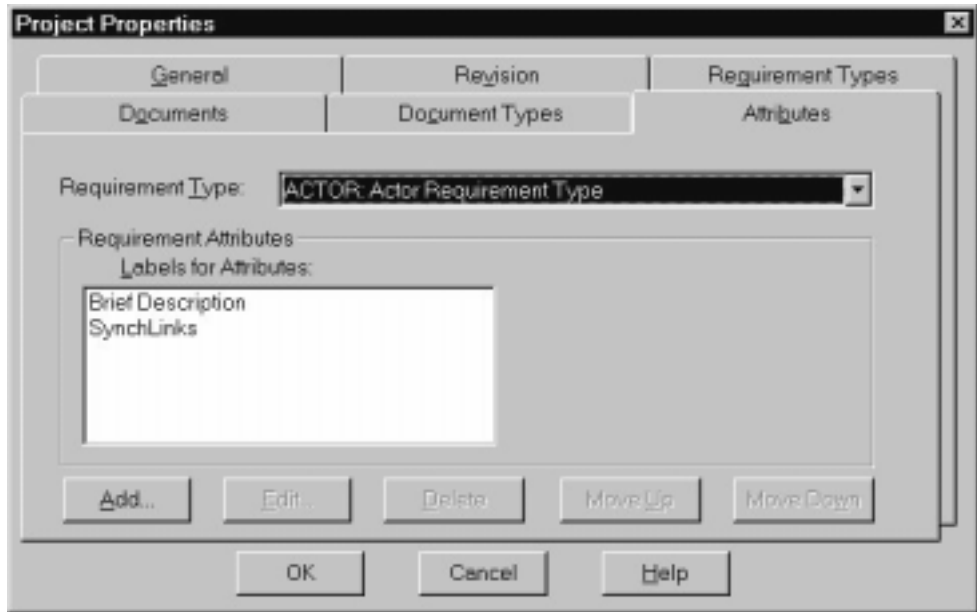 Project Properties
General Revision Requirement Types
Documents Document Types Attributes
Requirement Type: ACTOR: Actor Requirement Type
Requirement Attributes
Labels for Attributes:
Brief Description
SynchLinks
Add... Edit... Delete Move Up Move Down
OK Cancel Help